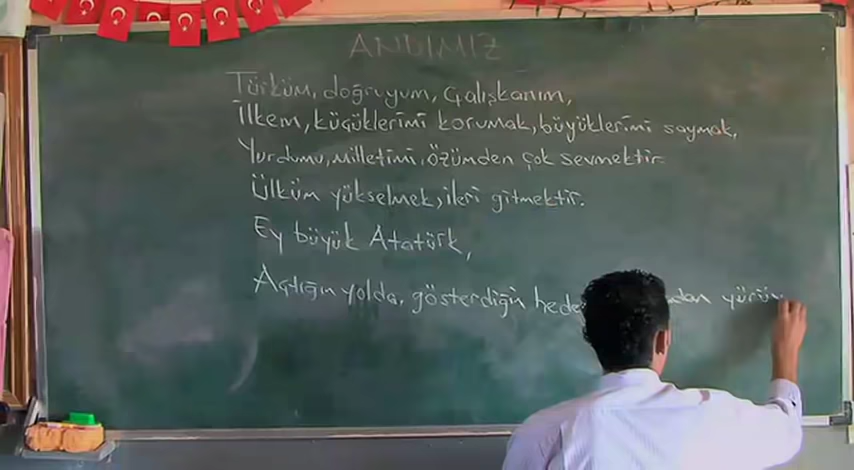 ANDIMIZ
Türküm, doğruyum, Çalışkanım,
İlkem, küçüklerimi korumak, büyüklerimi saymak,
Yurdumu, milletimi, özümden çok sevmektir.
Ülküm yükselmek, ileri gitmektir.
Ey büyük Atatürk,
Açtığın yolda, gösterdiğin yürü